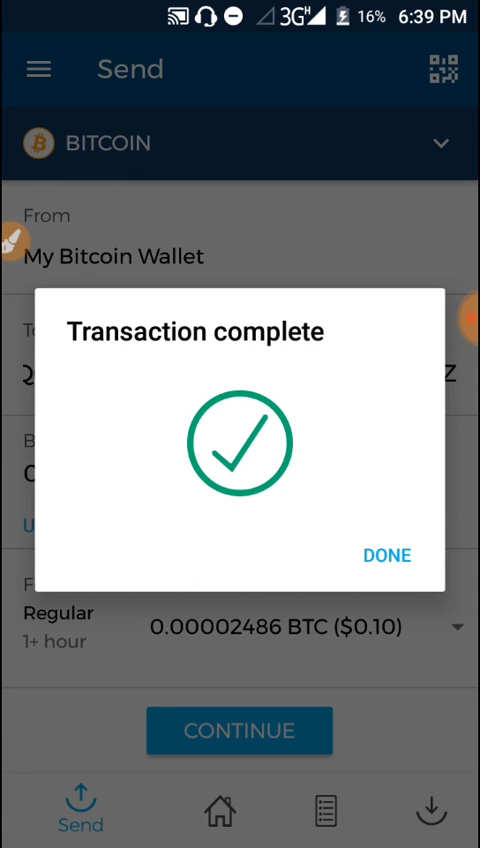 3G H 16% 6:39 PM
Send
BITCOIN
From
My Bitcoin Wallet
Transaction complete
Z
DONE
Regular
1+ hour
0.00002486 BTC ($0.10)
CONTINUE
Send